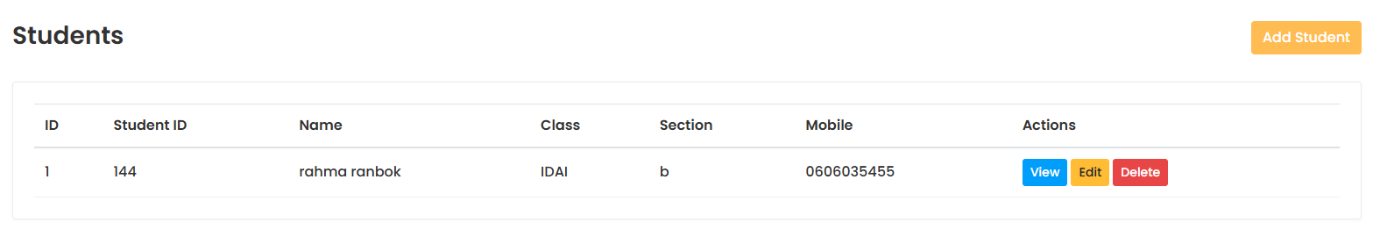 Students
Add Student
ID Student ID Name Class Section Mobile Actions
1 144 rahma ranbok IDAI b 0606035455 View Edit Delete